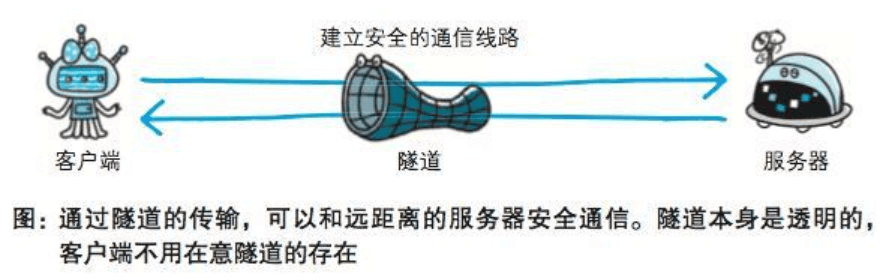 建立安全的通信线路
客户端
隧道
服务器
图：通过隧道的传输，可以和远距离的服务器安全通信。隧道本身是透明的，
客户端不用在意隧道的存在